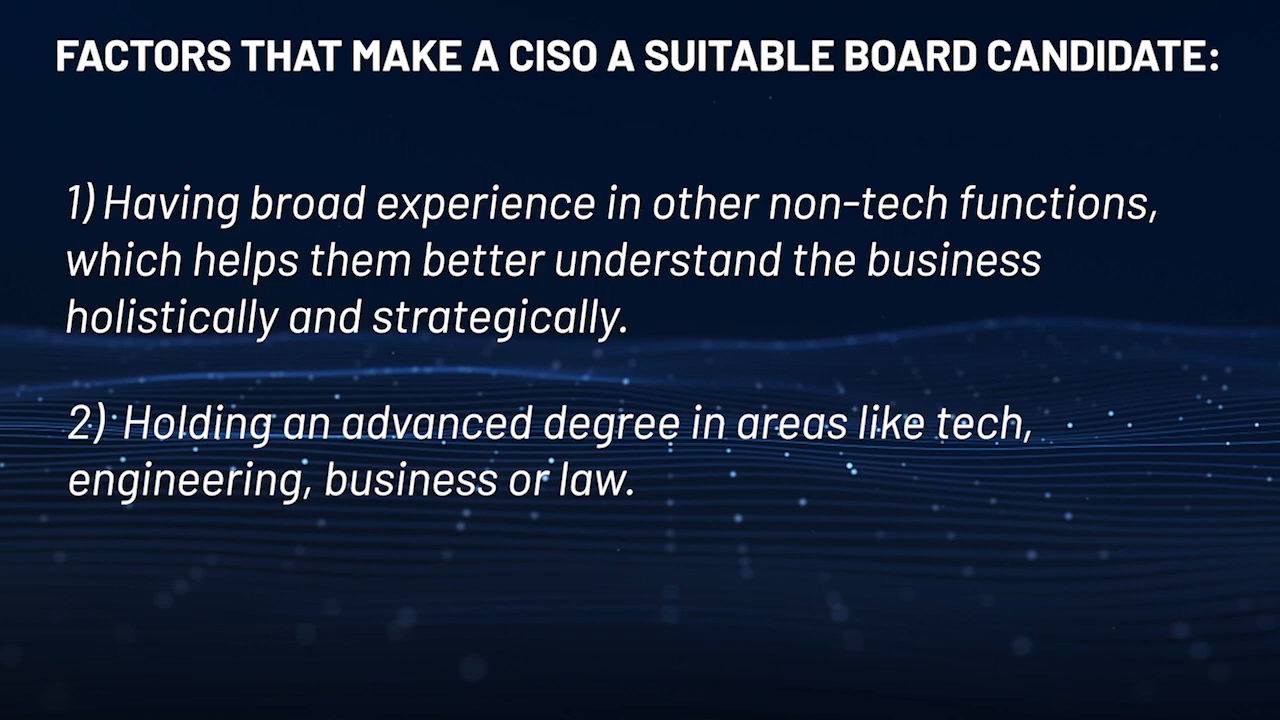 FACTORS THAT MAKE A CISO A SUITABLE BOARD CANDIDATE:
1) Having broad experience in other non-tech functions,
which helps them better understand the business
holistically and strategically.
2) Holding an advanced degree in areas like tech,
engineering, business or law.